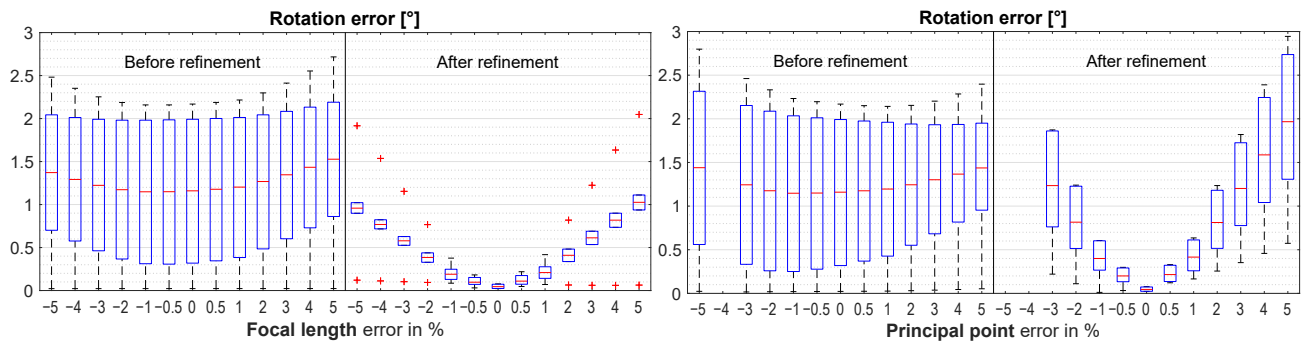 Rotation error [°]
3
2.5
2
1.5
1
0.5
0
Before refinement
After refinement
−5 −4 −3 −2 −1 −0.5 0 0.5 1 2 3 4 5 −5 −4 −3 −2 −1 −0.5 0 0.5 1 2 3 4 5
Focal length error in %
Rotation error [°]
3
2.5
2
1.5
1
0.5
0
Before refinement
After refinement
−5 −% −3 −2 −1 −0.5 0 0.5 1 2 3 4 5 −5 −% −3 −2 −1 −0.5 0 0.5 1 2 3 4 5
Principal point error in %